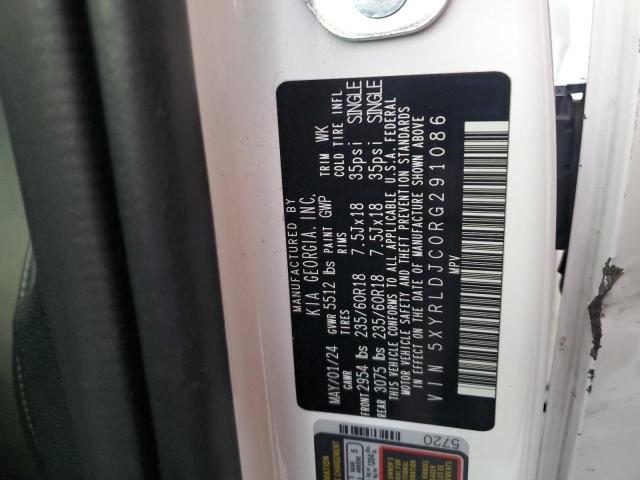 MANUFACTURED BY
KIA GEORGIA, INC.
MAY/01/24 GVWR 5512 lbs PAINT GWP TRIM WK
GAWR TIRES RIMS COLD TIRE INFL
FRONT 2954 lbs 235/60R18 7.5Jx18 35psi SINGLE
REAR 3075 lbs 235/60R18 7.5Jx18 35psi SINGLE
THIS VEHICLE CONFORMS TO ALL APPLICABLE U.S.A. FEDERAL
MOTOR VEHICLE SAFETY AND THEFT PREVENTION STANDARDS
IN EFFECT ON THE DATE OF MANUFACTURE SHOWN ABOVE
VIN 5XYRLDJC0RG291086
MPV
5720